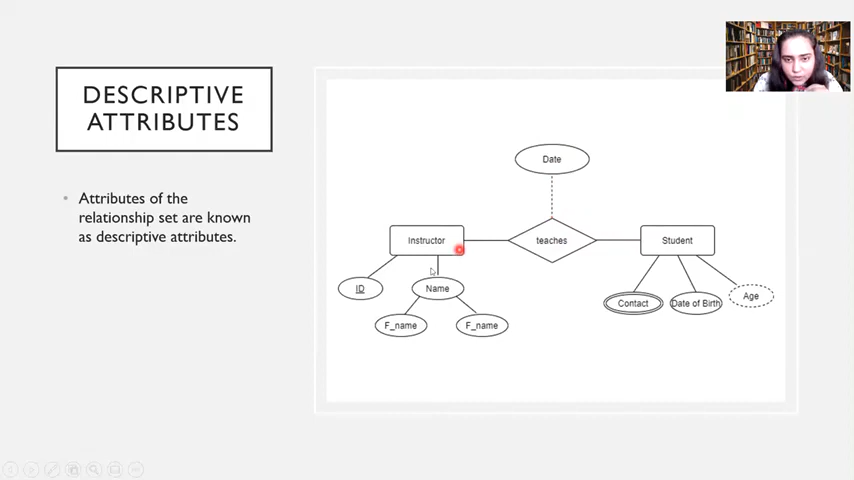 DESCRIPTIVE
ATTRIBUTES
• Attributes of the
relationship set are known
as descriptive attributes.
Date
Instructor
teaches
Student
ID
Name
Contact
Date of Birth
Age
F_name
F_name